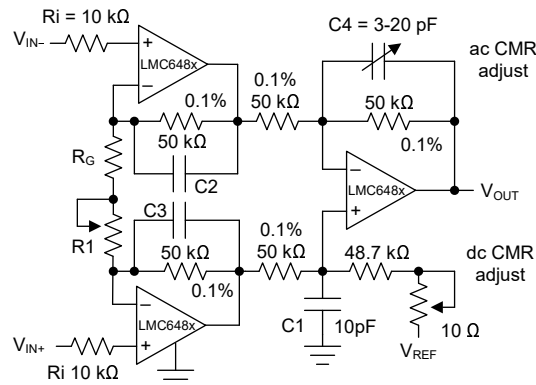 Ri = 10 kΩ
C4 = 3-20 pF
ac CMR
adjust
VIN−
+
LMC648x
−
0.1%
0.1%
50 kΩ
50 kΩ
50 kΩ
0.1%
RG
C2
−
LMC648x
+
VOUT
C3
R1
50 kΩ
0.1%
0.1%
50 kΩ
48.7 kΩ
dc CMR
adjust
−
LMC648x
+
C1
10pF
10 Ω
VIN+
Ri 10 kΩ
VREF